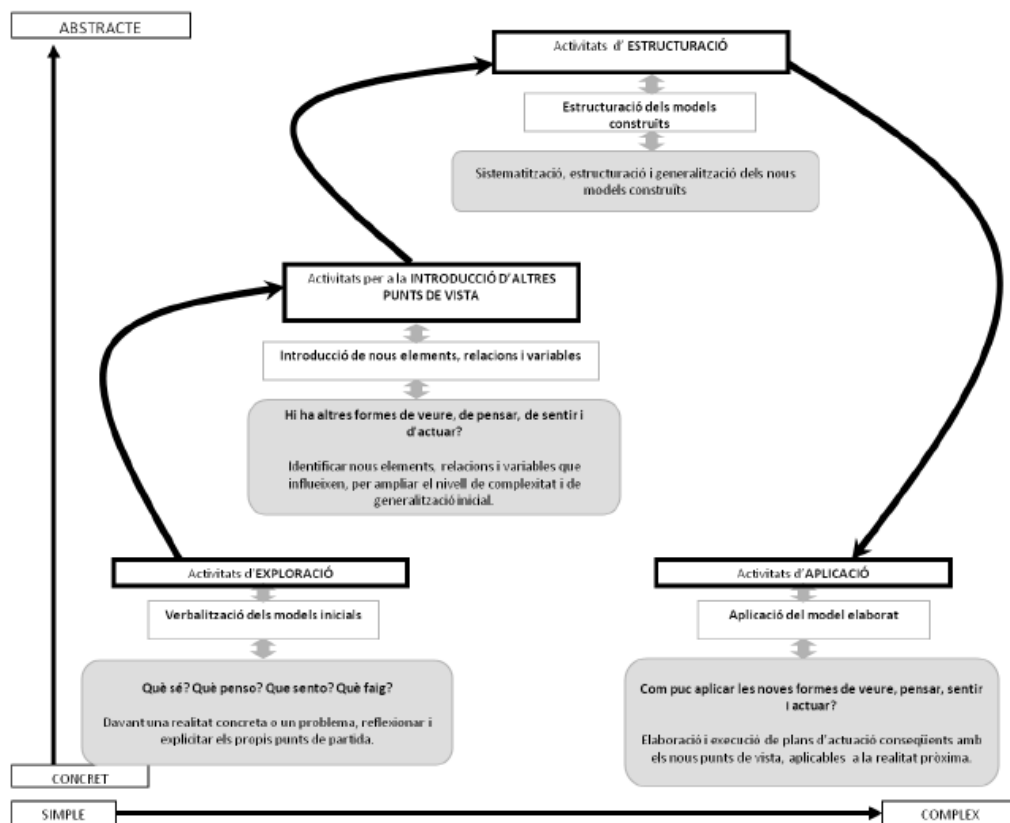 ABSTRACTE
Activitats d' ESTRUCTURACIÓ
Estructuració dels models
construïts
Sistematització, estructuració i generalització dels nous
models construïts
Activitats per a la INTRODUCCIÓ D'ALTRES
PUNTS DE VISTA
Introducció de nous elements, relacions i variables
Hi ha altres formes de veure, de pensar, de sentir i
d'actuar?
Identificar nous elements, relacions i variables que
influeixen, per ampliar el nivell de complexitat i de
generalització inicial.
Activitats d'EXPLORACIÓ
Verbalització dels models inicials
Què sé? Què penso? Que sento? Què faig?
Davant una realitat concreta o un problema, reflexionar i
explicitar els propis punts de partida.
Activitats d'APLICACIÓ
Aplicació del model elaborat
Com puc aplicar les noves formes de veure, pensar, sentir
i actuar?
Elaboració i execució de plans d'actuació conseqüents amb
els nous punts de vista, aplicables a la realitat pròxima.
CONCRET
SIMPLE
COMPLEX